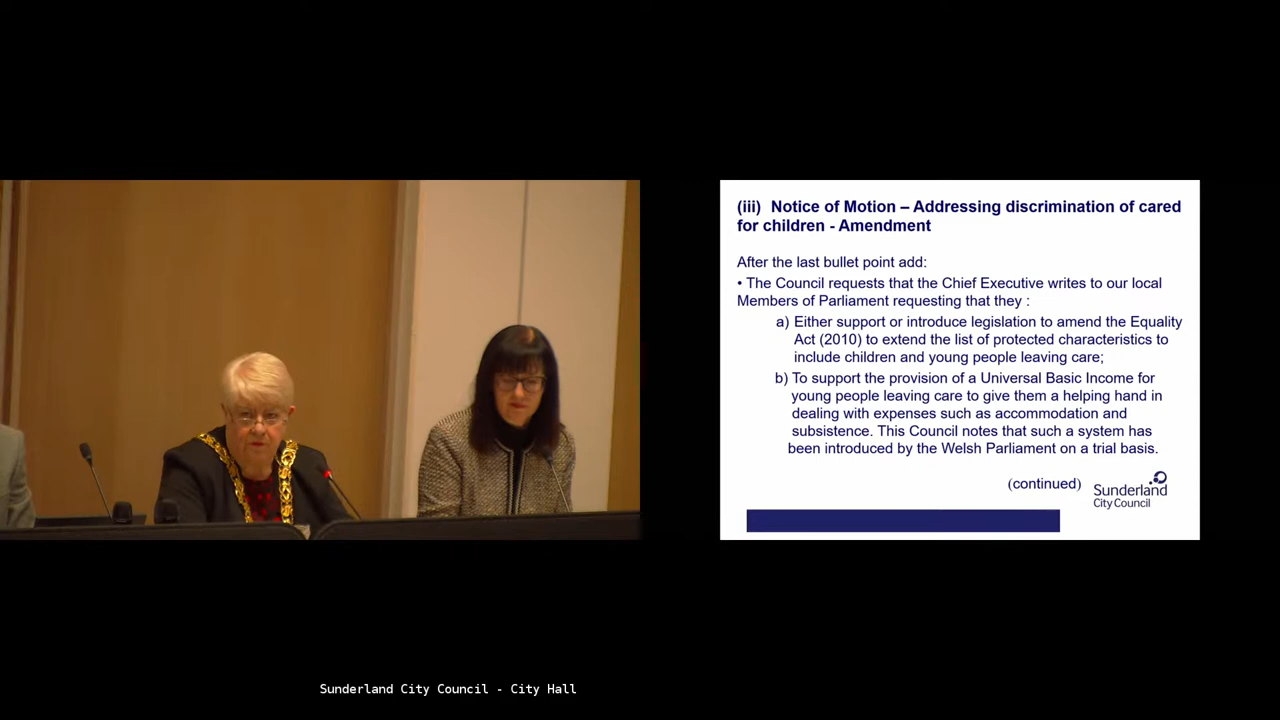 (iii) Notice of Motion – Addressing discrimination of cared
for children - Amendment
After the last bullet point add:
• The Council requests that the Chief Executive writes to our local
Members of Parliament requesting that they :
a) Either support or introduce legislation to amend the Equality
Act (2010) to extend the list of protected characteristics to
include children and young people leaving care;
b) To support the provision of a Universal Basic Income for
young people leaving care to give them a helping hand in
dealing with expenses such as accommodation and
subsistence. This Council notes that such a system has
been introduced by the Welsh Parliament on a trial basis.
(continued)
Sunderland
City Council
Sunderland City Council - City Hall